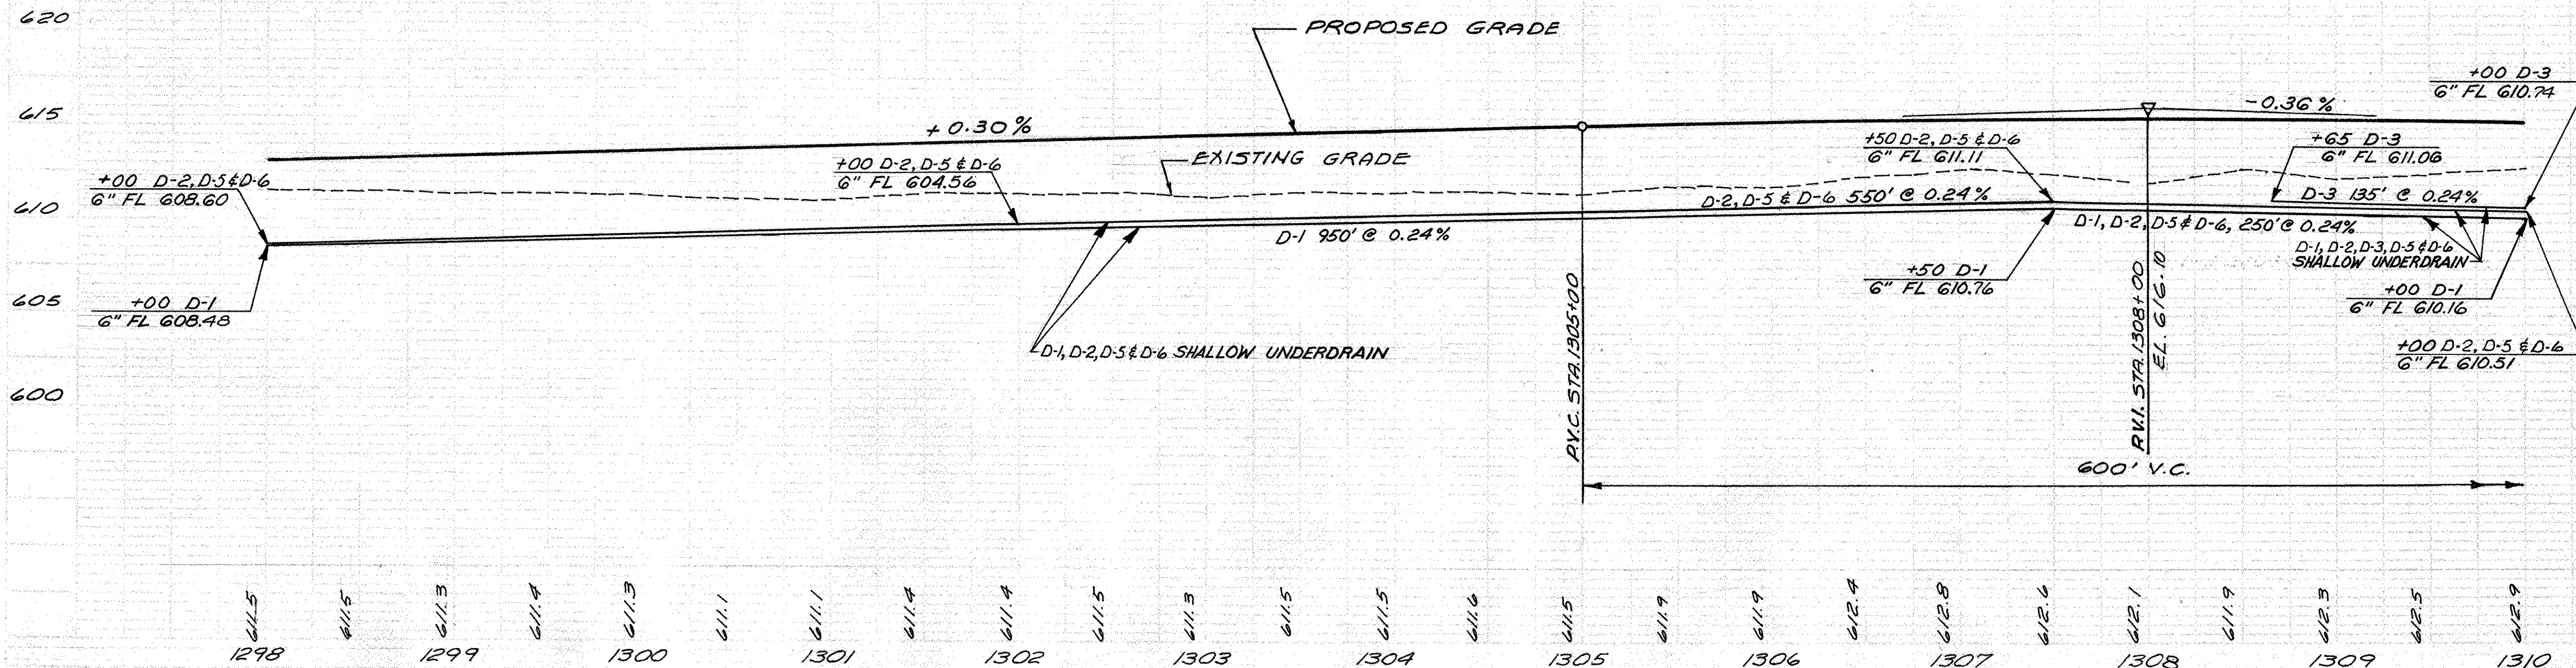 620
PROPOSED GRADE
+00 D-3
6" FL 610.74
615
+0.30%
-0.36%
+50 D-2, D-5 & D-6
6" FL 611.11
+65 D-3
6" FL 611.06
EXISTING GRADE
+00 D-2, D-5 & D-6
6" FL 604.56
+00 D-2, D-5 & D-6
6" FL 608.60
610
D-2, D-5 & D-6 550' @ 0.24%
D-3 135' @ 0.24%
D-1 950' @ 0.24%
D-1, D-2, D-5 & D-6, 250' @ 0.24%
D-1, D-2, D-3, D-5 & D-6
SHALLOW UNDERDRAIN
+50 D-1
6" FL 610.76
605
+00 D-1
6" FL 608.48
+00 D-1
6" FL 610.16
D-1, D-2, D-5 & D-6 SHALLOW UNDERDRAIN
+00 D-2, D-5 & D-6
6" FL 610.51
P.V.C. STA. 1305+00
P.V.I. STA. 1308+00
EL. 616.10
600
600' V.C.
611.5 611.5 611.3 611.4 611.3 611.1 611.1 611.4 611.4 611.5 611.3 611.5 611.5 611.6 611.5 611.9 611.9 612.4 612.8 612.6 612.1 611.9 612.3 612.5 612.9
1298 1299 1300 1301 1302 1303 1304 1305 1306 1307 1308 1309 1310